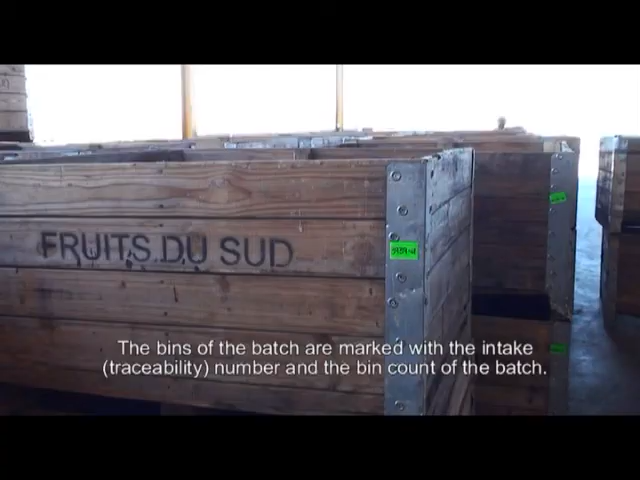 FRUITS DU SUD
The bins of the batch are marked with the intake
(traceability) number and the bin count of the batch.